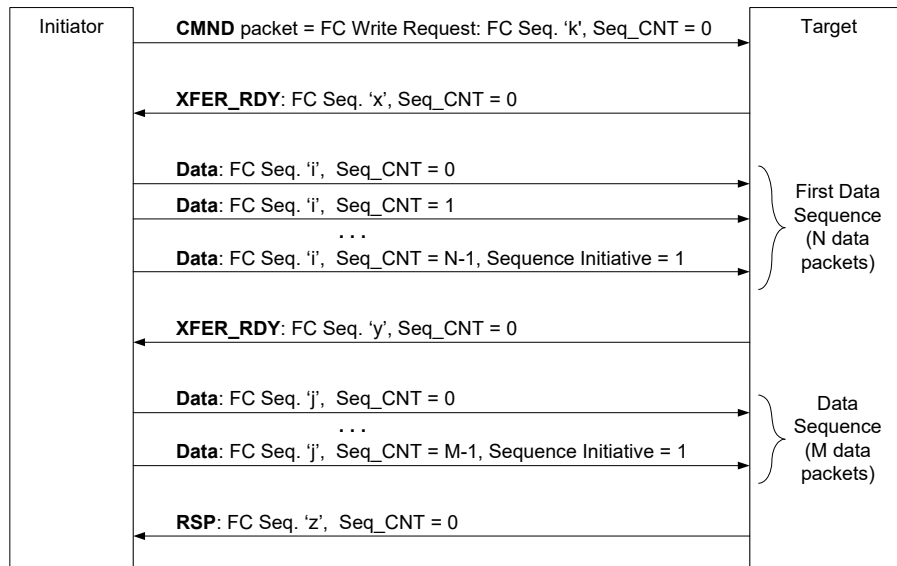 Initiator
Target
CMND packet = FC Write Request: FC Seq. ‘k', Seq_CNT = 0
XFER_RDY: FC Seq. ‘x’, Seq_CNT = 0
Data: FC Seq. ‘i’, Seq_CNT = 0
Data: FC Seq. ‘i’, Seq_CNT = 1
...
Data: FC Seq. ‘i’, Seq_CNT = N-1, Sequence Initiative = 1
First Data
Sequence
(N data
packets)
XFER_RDY: FC Seq. ‘y’, Seq_CNT = 0
Data: FC Seq. ‘j’, Seq_CNT = 0
...
Data: FC Seq. ‘j’, Seq_CNT = M-1, Sequence Initiative = 1
Data
Sequence
(M data
packets)
RSP: FC Seq. ‘z’, Seq_CNT = 0